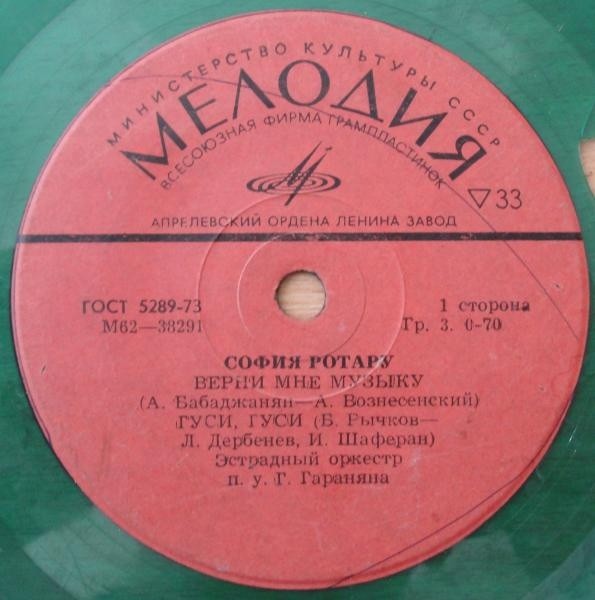 МИНИСТЕРСТВО КУЛЬТУРЫ СССР
МЕЛОДИЯ
ВСЕСОЮЗНАЯ ФИРМА ГРАМПЛАСТИНОК
▽33
АПРЕЛЕВСКИЙ ОРДЕНА ЛЕНИНА ЗАВОД
ГОСТ 5289-73
М62—38291
1 сторона
Гр. 3. 0-70
СОФИЯ РОТАРУ
ВЕРНИ МНЕ МУЗЫКУ
(А. Бабаджанян—А. Вознесенский)
ГУСИ, ГУСИ (Б. Рычков—
Л. Дербенев, И. Шаферан)
Эстрадный оркестр
п. у. Г. Гараняна